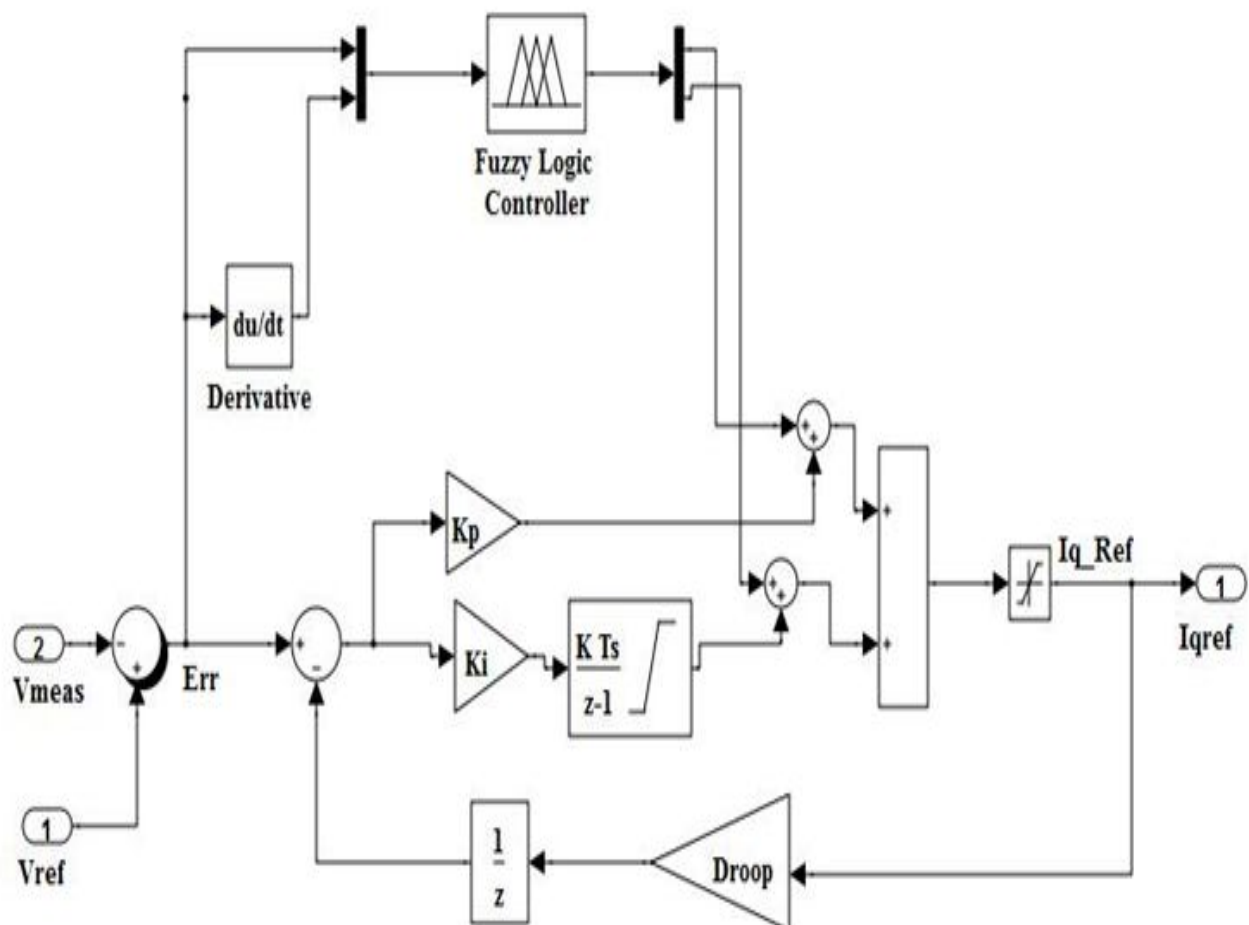 Fuzzy Logic
Controller
du/dt
Derivative
+
+
Kp
+
+
+
Iq_Ref
1
Iqref
2
Vmeas
-
+
Err
+
-
Ki
K Ts
z-1
+
+
1
Vref
1
z
Droop